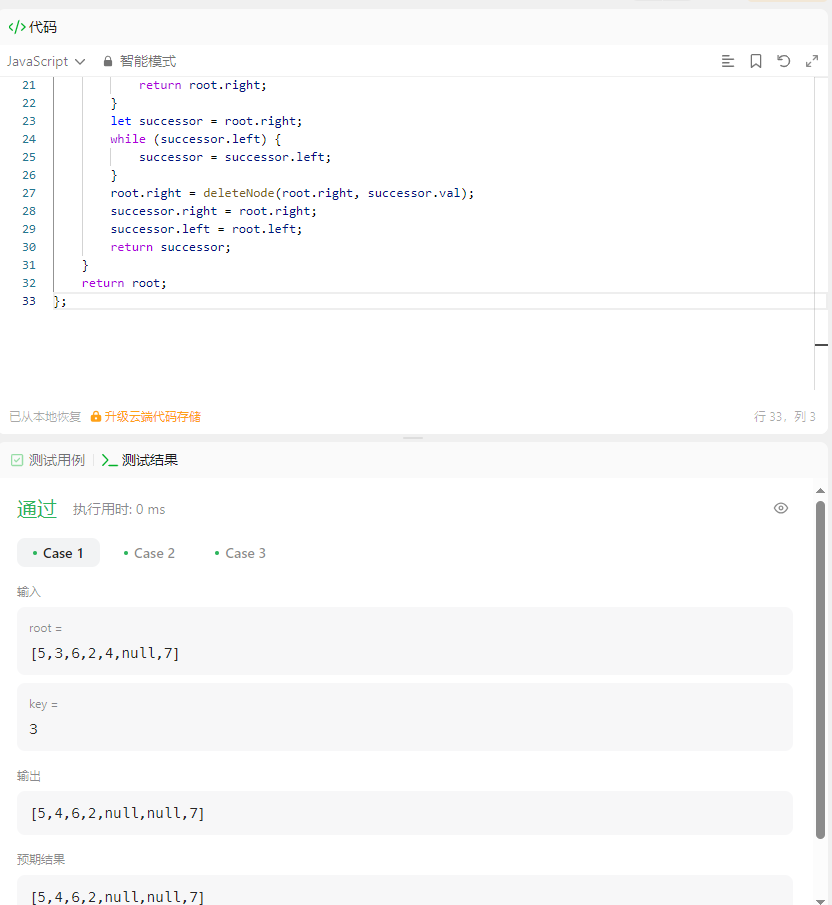 </> 代码
JavaScript 智能模式
21 return root.right;
22 }
23 let successor = root.right;
24 while (successor.left) {
25 successor = successor.left;
26 }
27 root.right = deleteNode(root.right, successor.val);
28 successor.right = root.right;
29 successor.left = root.left;
30 return successor;
31 }
32 return root;
33 };
已从本地恢复 升级云端代码存储 行 33, 列 3
测试用例 >_ 测试结果
通过 执行用时: 0 ms
• Case 1 • Case 2 • Case 3
输入
root =
[5,3,6,2,4,null,7]
key =
3
输出
[5,4,6,2,null,null,7]
预期结果
[5,4,6,2,null,null,7]